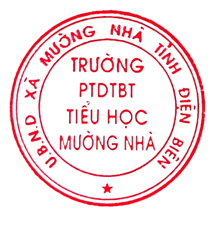 U.B.N.D XÃ MƯỜNG NHÀ TỈNH ĐIỆN BIÊN
TRƯỜNG
PTDTBT
TIỂU HỌC
MƯỜNG NHÀ